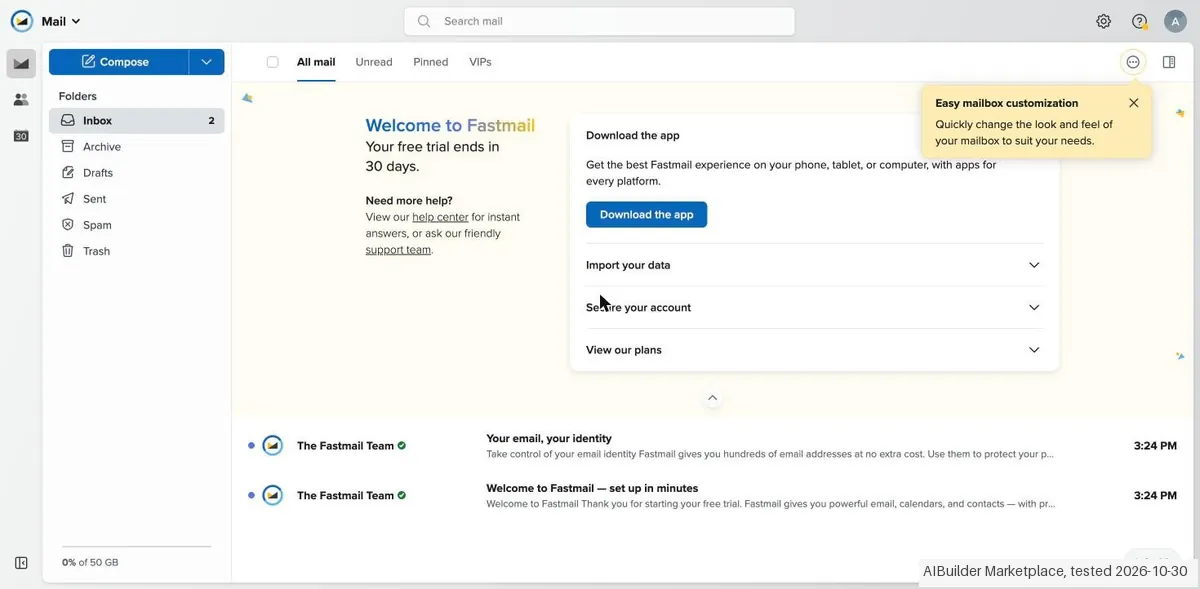 Mail
Search mail
A
Compose
All mail
Unread
Pinned
VIPs
Folders
Inbox 2
Archive
Drafts
Sent
Spam
Trash
30
0% of 50 GB
Easy mailbox customization
Quickly change the look and feel of
your mailbox to suit your needs.
Welcome to Fastmail
Your free trial ends in
30 days.
Need more help?
View our help center for instant
answers, or ask our friendly
support team.
Download the app
Get the best Fastmail experience on your phone, tablet, or computer, with apps for
every platform.
Download the app
Import your data
Secure your account
View our plans
The Fastmail Team
Your email, your identity
Take control of your email identity Fastmail gives you hundreds of email addresses at no extra cost. Use them to protect your p...
3:24 PM
The Fastmail Team
Welcome to Fastmail — set up in minutes
Welcome to Fastmail Thank you for starting your free trial. Fastmail gives you powerful email, calendars, and contacts — with pr...
3:24 PM
AIBuilder Marketplace, tested 2026-10-30